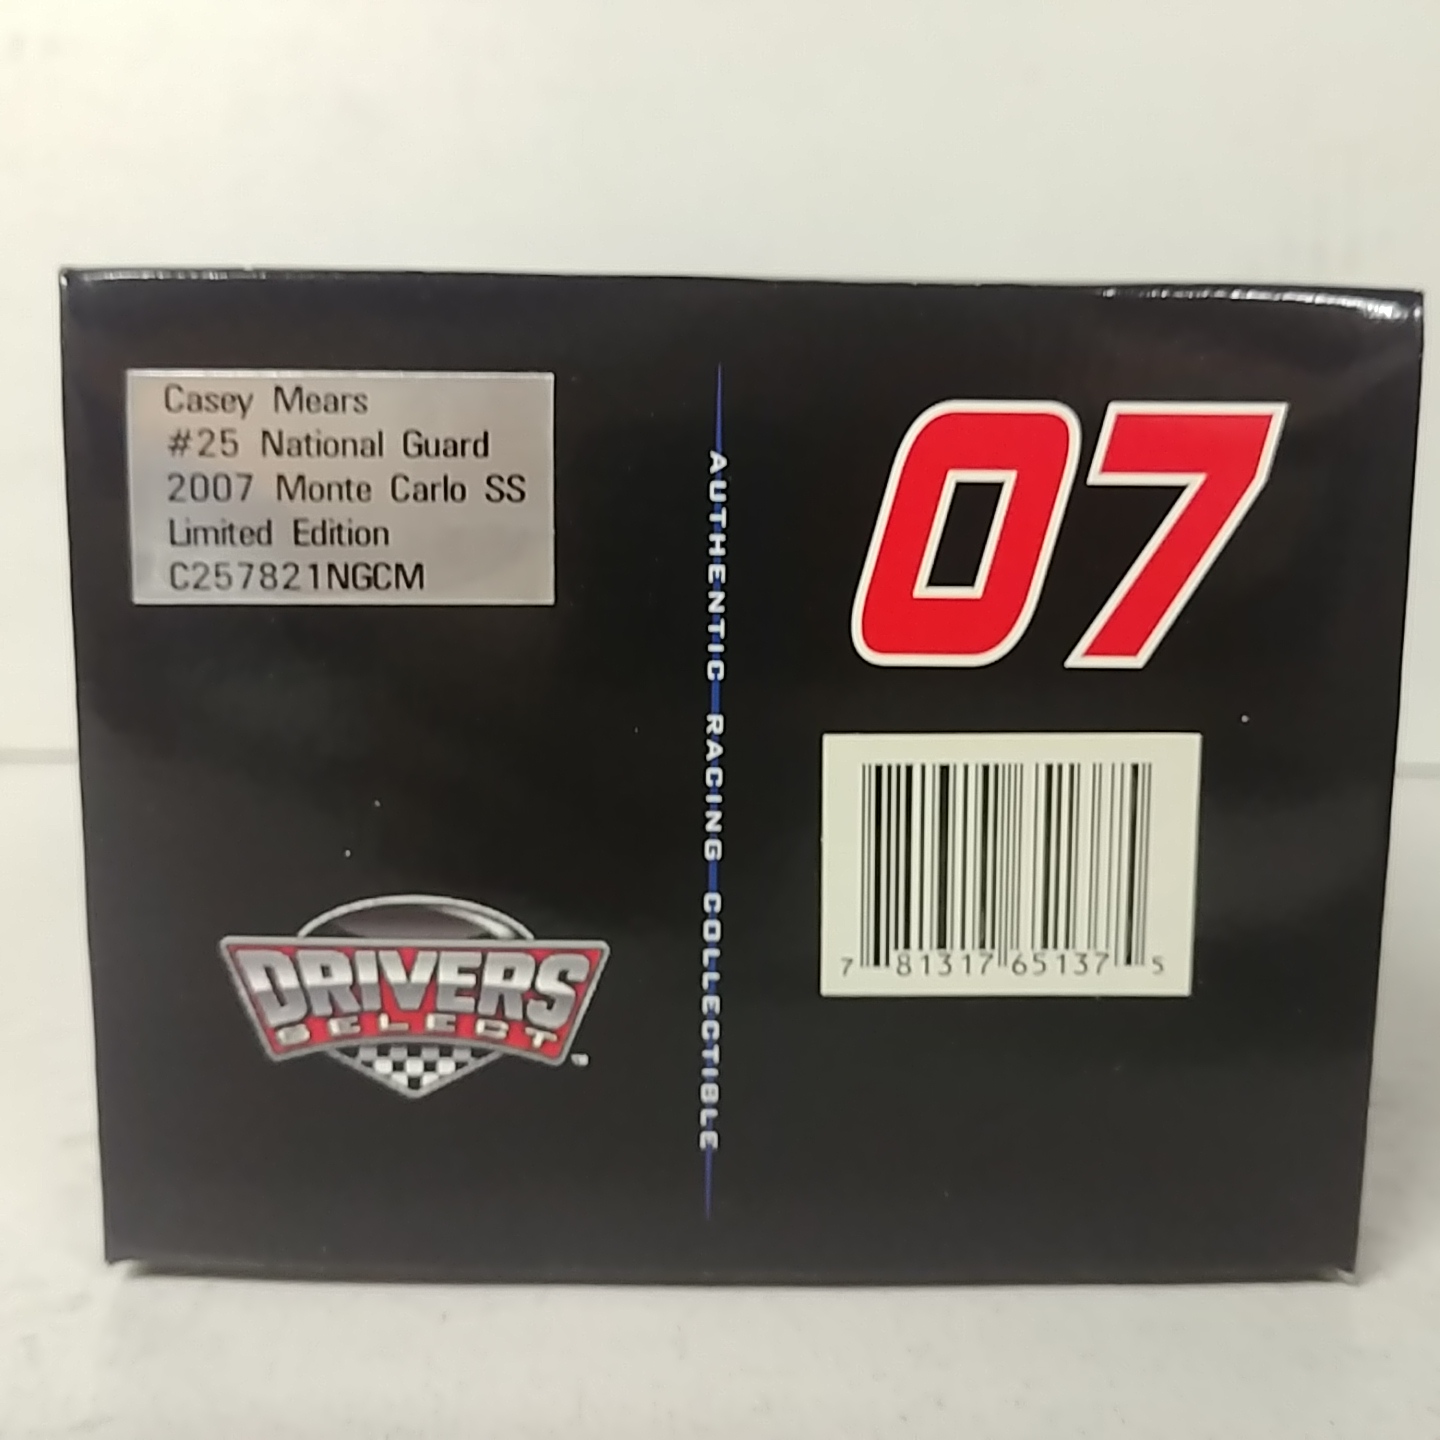 Casey Mears
#25 National Guard
2007 Monte Carlo SS
Limited Edition
C257821NGCM
DRIVERS
SELECT
AUTHENTIC RACING COLLECTIBLE
07
7 81317 65137 5